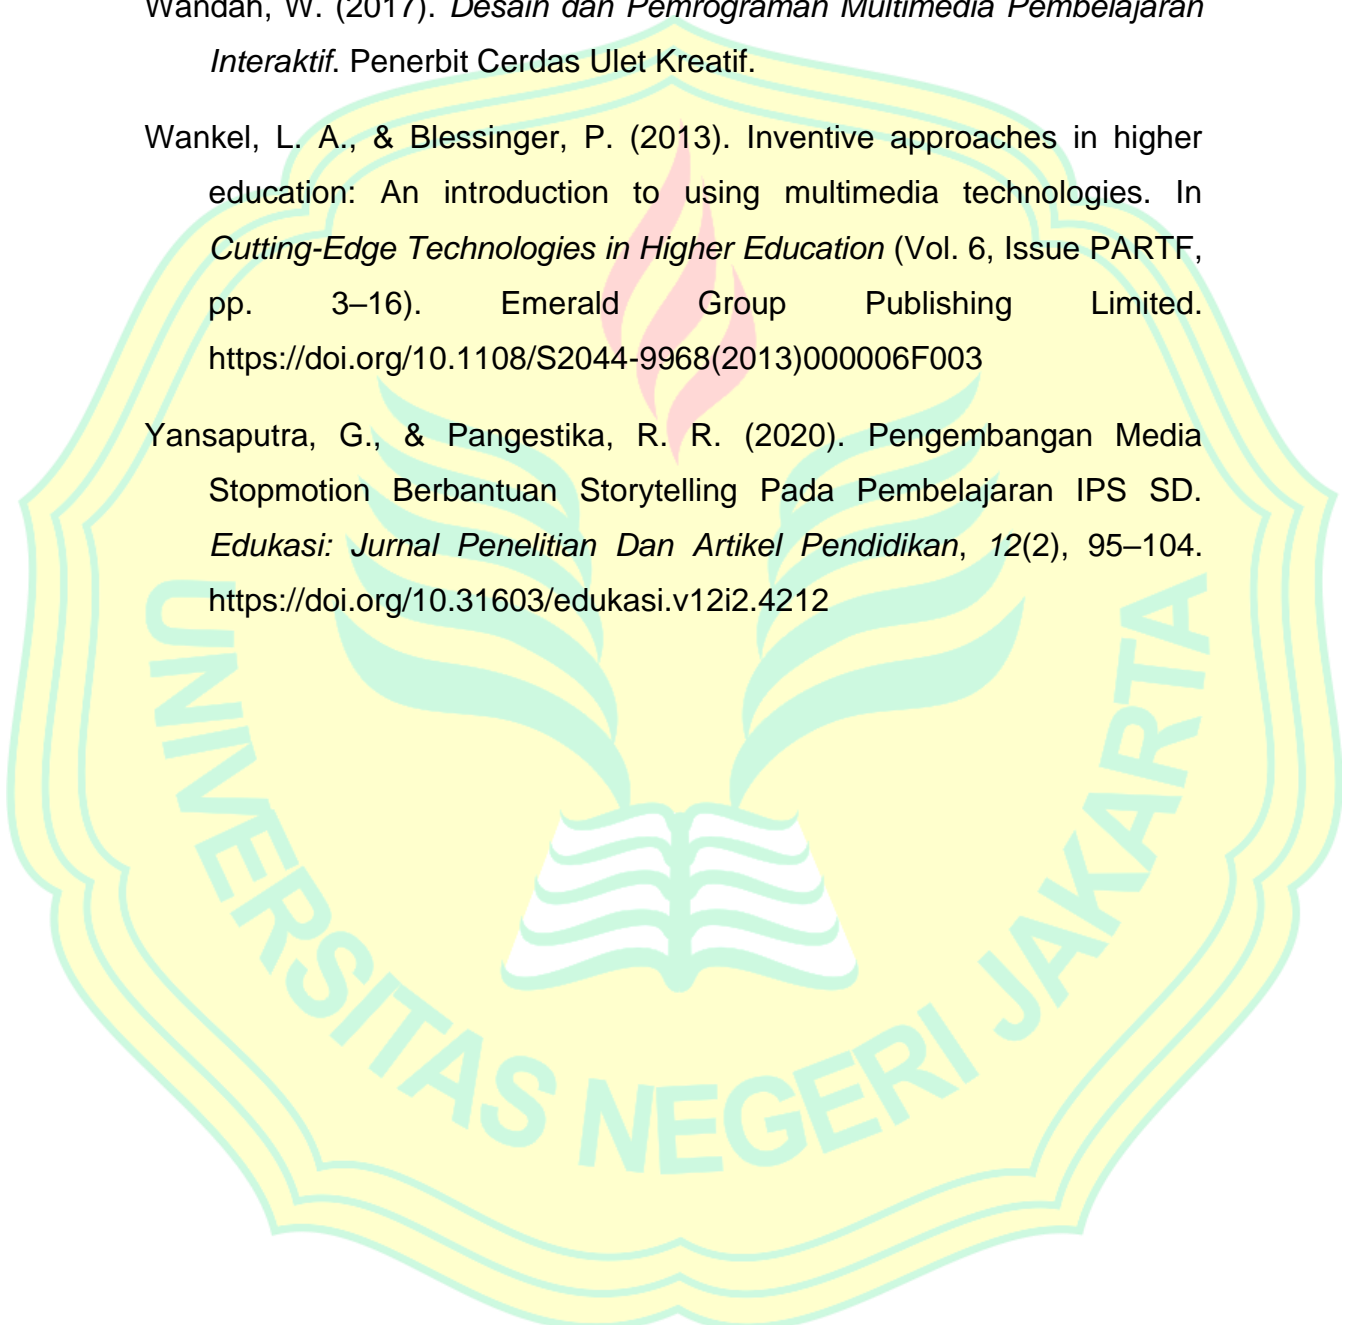 Wandah, W. (2017). Desain dan Pemrograman Multimedia Pembelajaran
Interaktif. Penerbit Cerdas Ulet Kreatif.
Wankel, L. A., & Blessinger, P. (2013). Inventive approaches in higher
education: An introduction to using multimedia technologies. In
Cutting-Edge Technologies in Higher Education (Vol. 6, Issue PARTF,
pp. 3–16). Emerald Group Publishing Limited.
https://doi.org/10.1108/S2044-9968(2013)000006F003
Yansaputra, G., & Pangestika, R. R. (2020). Pengembangan Media
Stopmotion Berbantuan Storytelling Pada Pembelajaran IPS SD.
Edukasi: Jurnal Penelitian Dan Artikel Pendidikan, 12(2), 95–104.
https://doi.org/10.31603/edukasi.v12i2.4212
UNIVERSITAS NEGERI JAKARTA